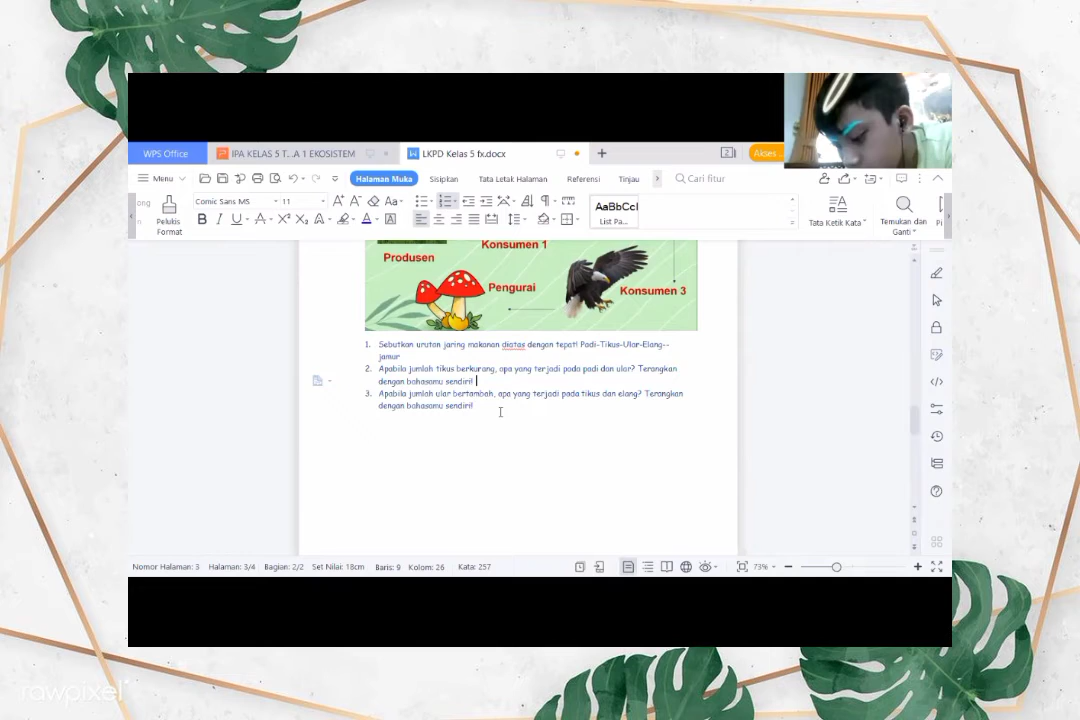 WPS Office
IPA KELAS 5 T...A 1 EKOSISTEM
LKPD Kelas 5 fx.docx
2
Akses
Menu
Halaman Muka
Sisipkan
Tata Letak Halaman
Referensi
Tinjau
Cari fitur
ong
n
Pelukis
Format
Comic Sans MS
11
AaBbCcI
List Pa...
Tata Ketik Kata
Temukan dan
Ganti
Pi
Konsumen 1
Produsen
Pengurai
Konsumen 3
1. Sebutkan urutan jaring makanan diatas dengan tepat! Padi-Tikus-Ular-Elang--
jamur
2. Apabila jumlah tikus berkurang, apa yang terjadi pada padi dan ular? Terangkan
dengan bahasamu sendiri!
3. Apabila jumlah ular bertambah, apa yang terjadi pada tikus dan elang? Terangkan
dengan bahasamu sendiri!
Nomor Halaman: 3 Halaman: 3/4 Bagian: 2/2 Set Nilai: 18cm Baris: 9 Kolom: 26 Kata: 257
73%
rawpixel